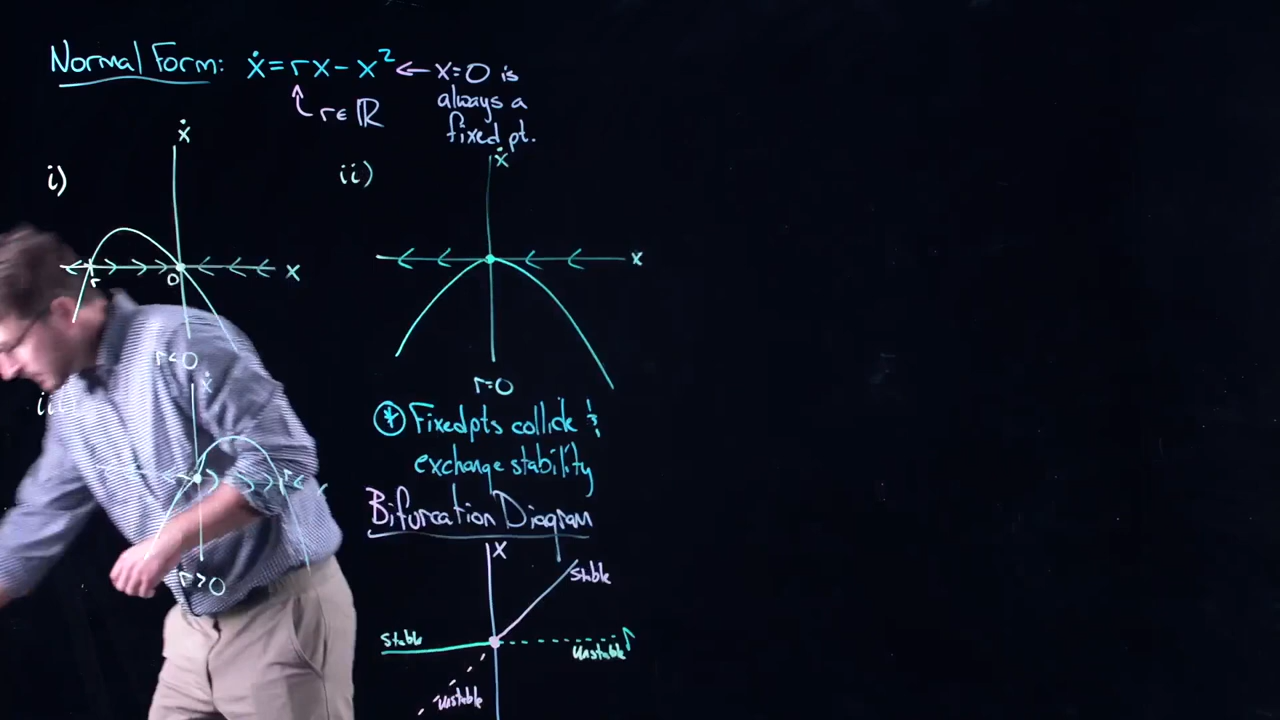 Normal Form: ẋ = rx − x² ← x=0 is
always a
fixed pt.
r ∈ ℝ
i)
ẋ
x
r
0
r<0
ii)
ẋ
x
r=0
iii)
ẋ
r
r>0
* Fixed pts collide &
exchange stability
Bifurcation Diagram
x
stable
stable
r
unstable
unstable